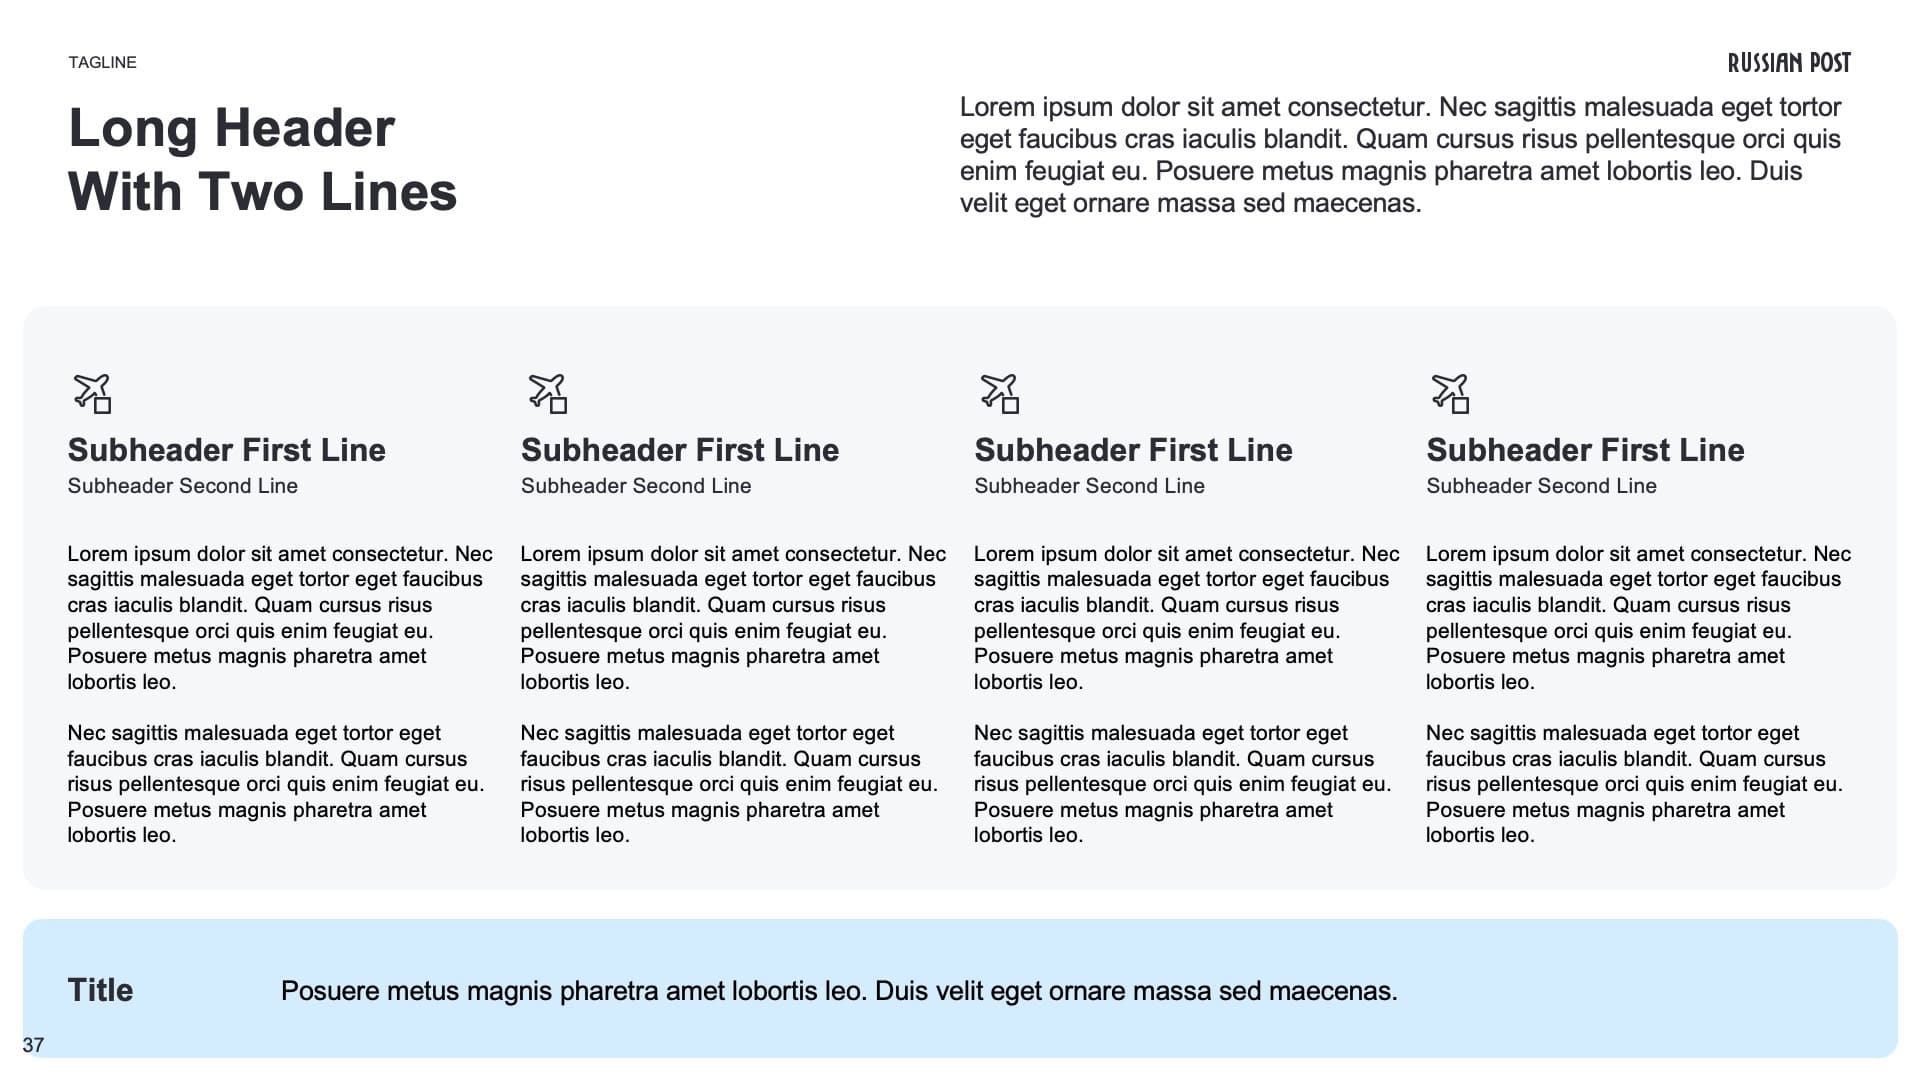 TAGLINE
RUSSIAN POST
Long Header
With Two Lines
Lorem ipsum dolor sit amet consectetur. Nec sagittis malesuada eget tortor
eget faucibus cras iaculis blandit. Quam cursus risus pellentesque orci quis
enim feugiat eu. Posuere metus magnis pharetra amet lobortis leo. Duis
velit eget ornare massa sed maecenas.
Subheader First Line
Subheader Second Line
Lorem ipsum dolor sit amet consectetur. Nec
sagittis malesuada eget tortor eget faucibus
cras iaculis blandit. Quam cursus risus
pellentesque orci quis enim feugiat eu.
Posuere metus magnis pharetra amet
lobortis leo.
Nec sagittis malesuada eget tortor eget
faucibus cras iaculis blandit. Quam cursus
risus pellentesque orci quis enim feugiat eu.
Posuere metus magnis pharetra amet
lobortis leo.
Subheader First Line
Subheader Second Line
Lorem ipsum dolor sit amet consectetur. Nec
sagittis malesuada eget tortor eget faucibus
cras iaculis blandit. Quam cursus risus
pellentesque orci quis enim feugiat eu.
Posuere metus magnis pharetra amet
lobortis leo.
Nec sagittis malesuada eget tortor eget
faucibus cras iaculis blandit. Quam cursus
risus pellentesque orci quis enim feugiat eu.
Posuere metus magnis pharetra amet
lobortis leo.
Subheader First Line
Subheader Second Line
Lorem ipsum dolor sit amet consectetur. Nec
sagittis malesuada eget tortor eget faucibus
cras iaculis blandit. Quam cursus risus
pellentesque orci quis enim feugiat eu.
Posuere metus magnis pharetra amet
lobortis leo.
Nec sagittis malesuada eget tortor eget
faucibus cras iaculis blandit. Quam cursus
risus pellentesque orci quis enim feugiat eu.
Posuere metus magnis pharetra amet
lobortis leo.
Subheader First Line
Subheader Second Line
Lorem ipsum dolor sit amet consectetur. Nec
sagittis malesuada eget tortor eget faucibus
cras iaculis blandit. Quam cursus risus
pellentesque orci quis enim feugiat eu.
Posuere metus magnis pharetra amet
lobortis leo.
Nec sagittis malesuada eget tortor eget
faucibus cras iaculis blandit. Quam cursus
risus pellentesque orci quis enim feugiat eu.
Posuere metus magnis pharetra amet
lobortis leo.
Title
Posuere metus magnis pharetra amet lobortis leo. Duis velit eget ornare massa sed maecenas.
37